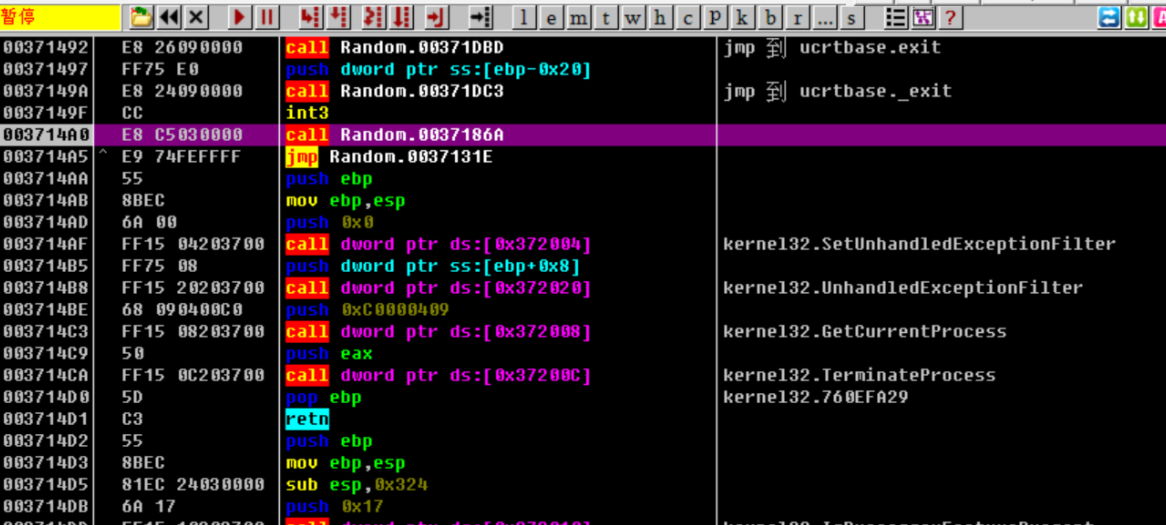 暂停 l e m t w h c P k b r ... s ?
00371492 E8 26090000 call Random.00371DBD jmp 到 ucrtbase.exit
00371497 FF75 E0 push dword ptr ss:[ebp-0x20]
0037149A E8 24090000 call Random.00371DC3 jmp 到 ucrtbase._exit
0037149F CC int3
003714A0 E8 C5030000 call Random.0037186A
003714A5 ^ E9 74FEFFFF jmp Random.0037131E
003714AA 55 push ebp
003714AB 8BEC mov ebp,esp
003714AD 6A 00 push 0x0
003714AF FF15 04203700 call dword ptr ds:[0x372004] kernel32.SetUnhandledExceptionFilter
003714B5 FF75 08 push dword ptr ss:[ebp+0x8]
003714B8 FF15 20203700 call dword ptr ds:[0x372020] kernel32.UnhandledExceptionFilter
003714BE 68 090400C0 push 0xC0000409
003714C3 FF15 08203700 call dword ptr ds:[0x372008] kernel32.GetCurrentProcess
003714C9 50 push eax
003714CA FF15 0C203700 call dword ptr ds:[0x37200C] kernel32.TerminateProcess
003714D0 5D pop ebp kernel32.760EFA29
003714D1 C3 retn
003714D2 55 push ebp
003714D3 8BEC mov ebp,esp
003714D5 81EC 24030000 sub esp,0x324
003714DB 6A 17 push 0x17